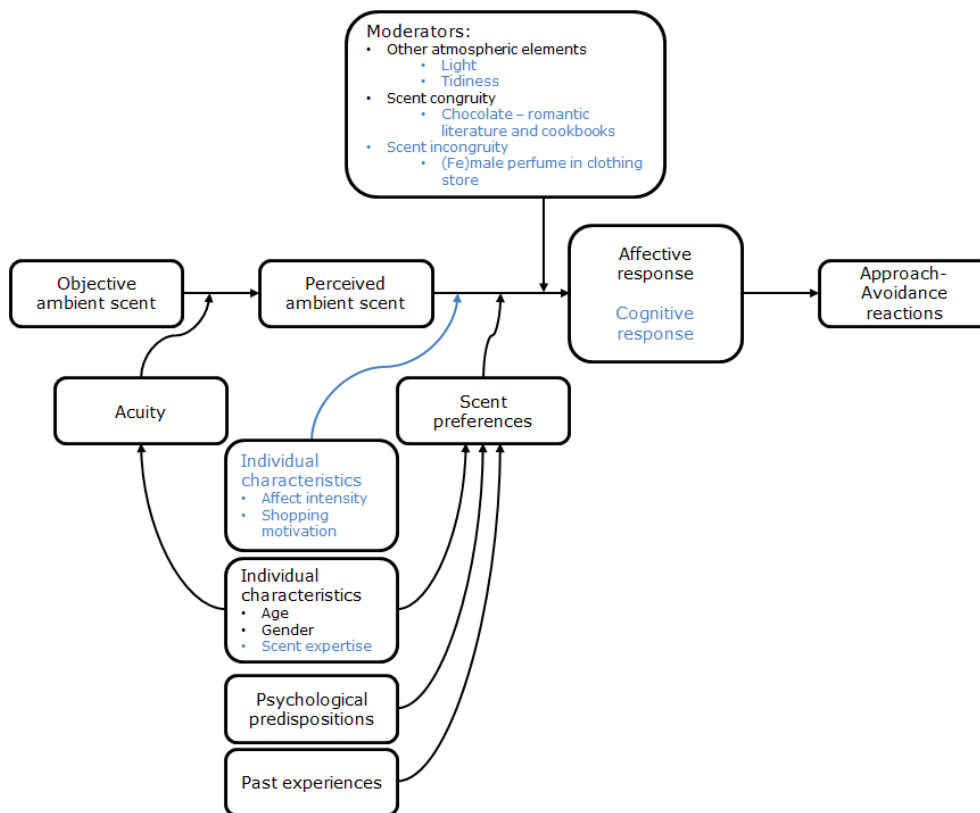 Moderators:
• Other atmospheric elements
• Light
• Tidiness
• Scent congruity
• Chocolate – romantic
literature and cookbooks
• Scent incongruity
• (Fe)male perfume in clothing
store
Objective
ambient scent
Perceived
ambient scent
Affective
response
Cognitive
response
Approach-
Avoidance
reactions
Acuity
Scent
preferences
Individual
characteristics
• Affect intensity
• Shopping
motivation
Individual
characteristics
• Age
• Gender
• Scent expertise
Psychological
predispositions
Past experiences